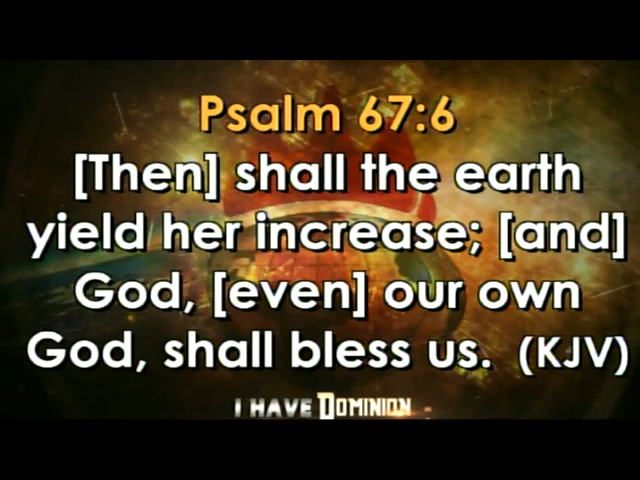 Psalm 67:6
[Then] shall the earth
yield her increase; [and]
God, [even] our own
God, shall bless us. (KJV)
I HAVE DOMINION